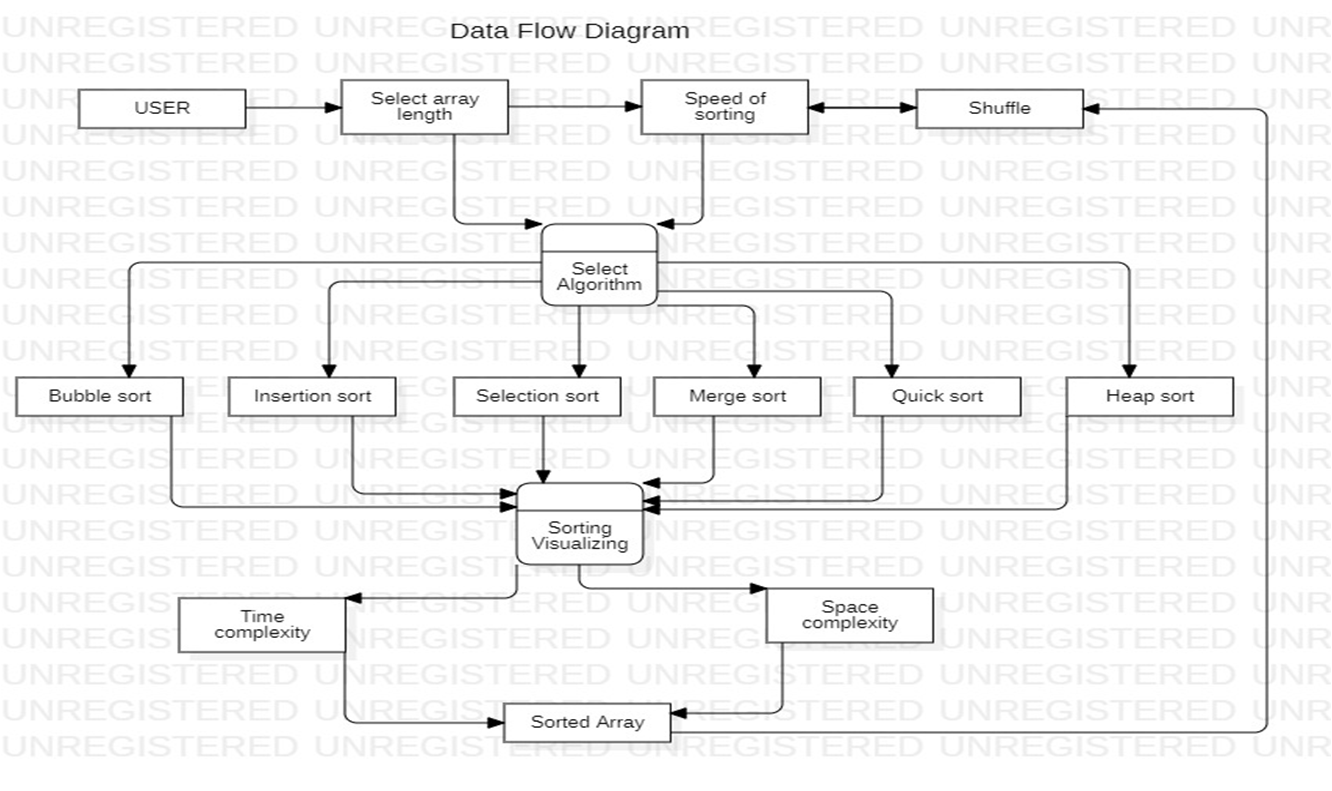 UNREGISTERED UNREGISTERED UNREGISTERED UNREGISTERED UNR
Data Flow Diagram
USER
Select array
length
Speed of
sorting
Shuffle
Select
Algorithm
Bubble sort
Insertion sort
Selection sort
Merge sort
Quick sort
Heap sort
Sorting
Visualizing
Time
complexity
Space
complexity
Sorted Array